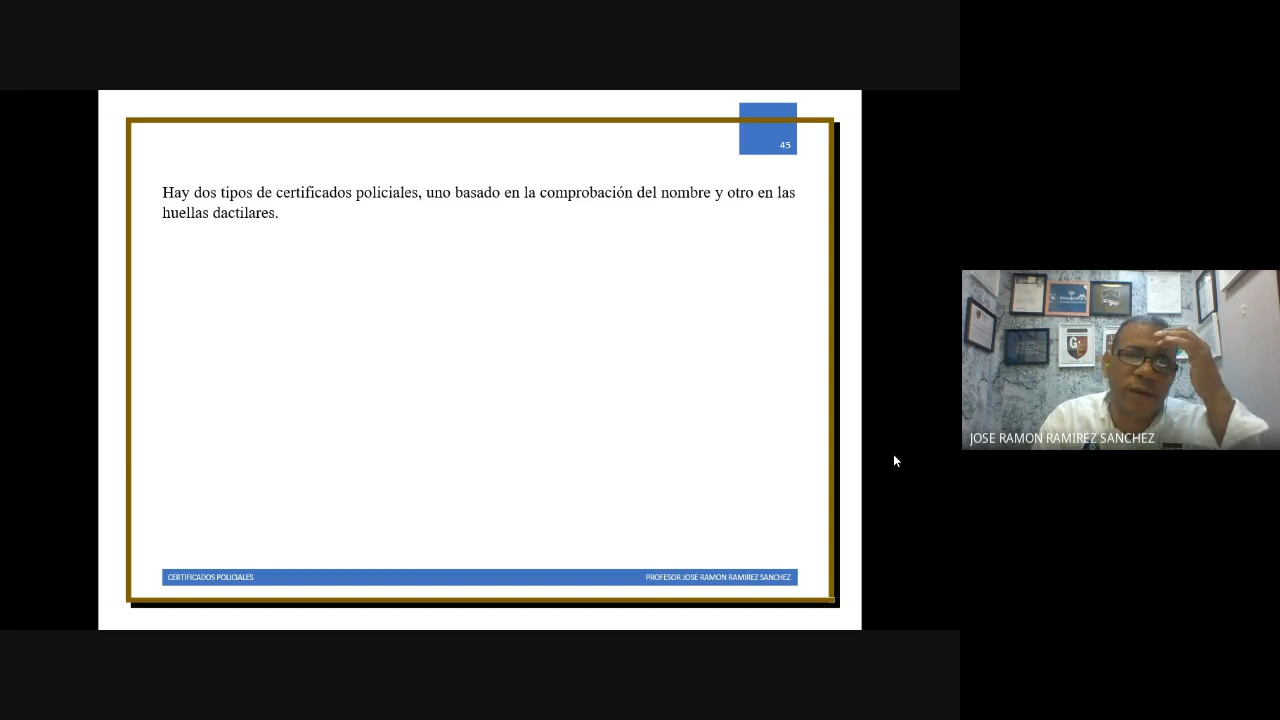 45
Hay dos tipos de certificados policiales, uno basado en la comprobación del nombre y otro en las
huellas dactilares.
CERTIFICADOS POLICIALES
PROFESOR JOSE RAMON RAMIREZ SANCHEZ
JOSE RAMON RAMIREZ SANCHEZ